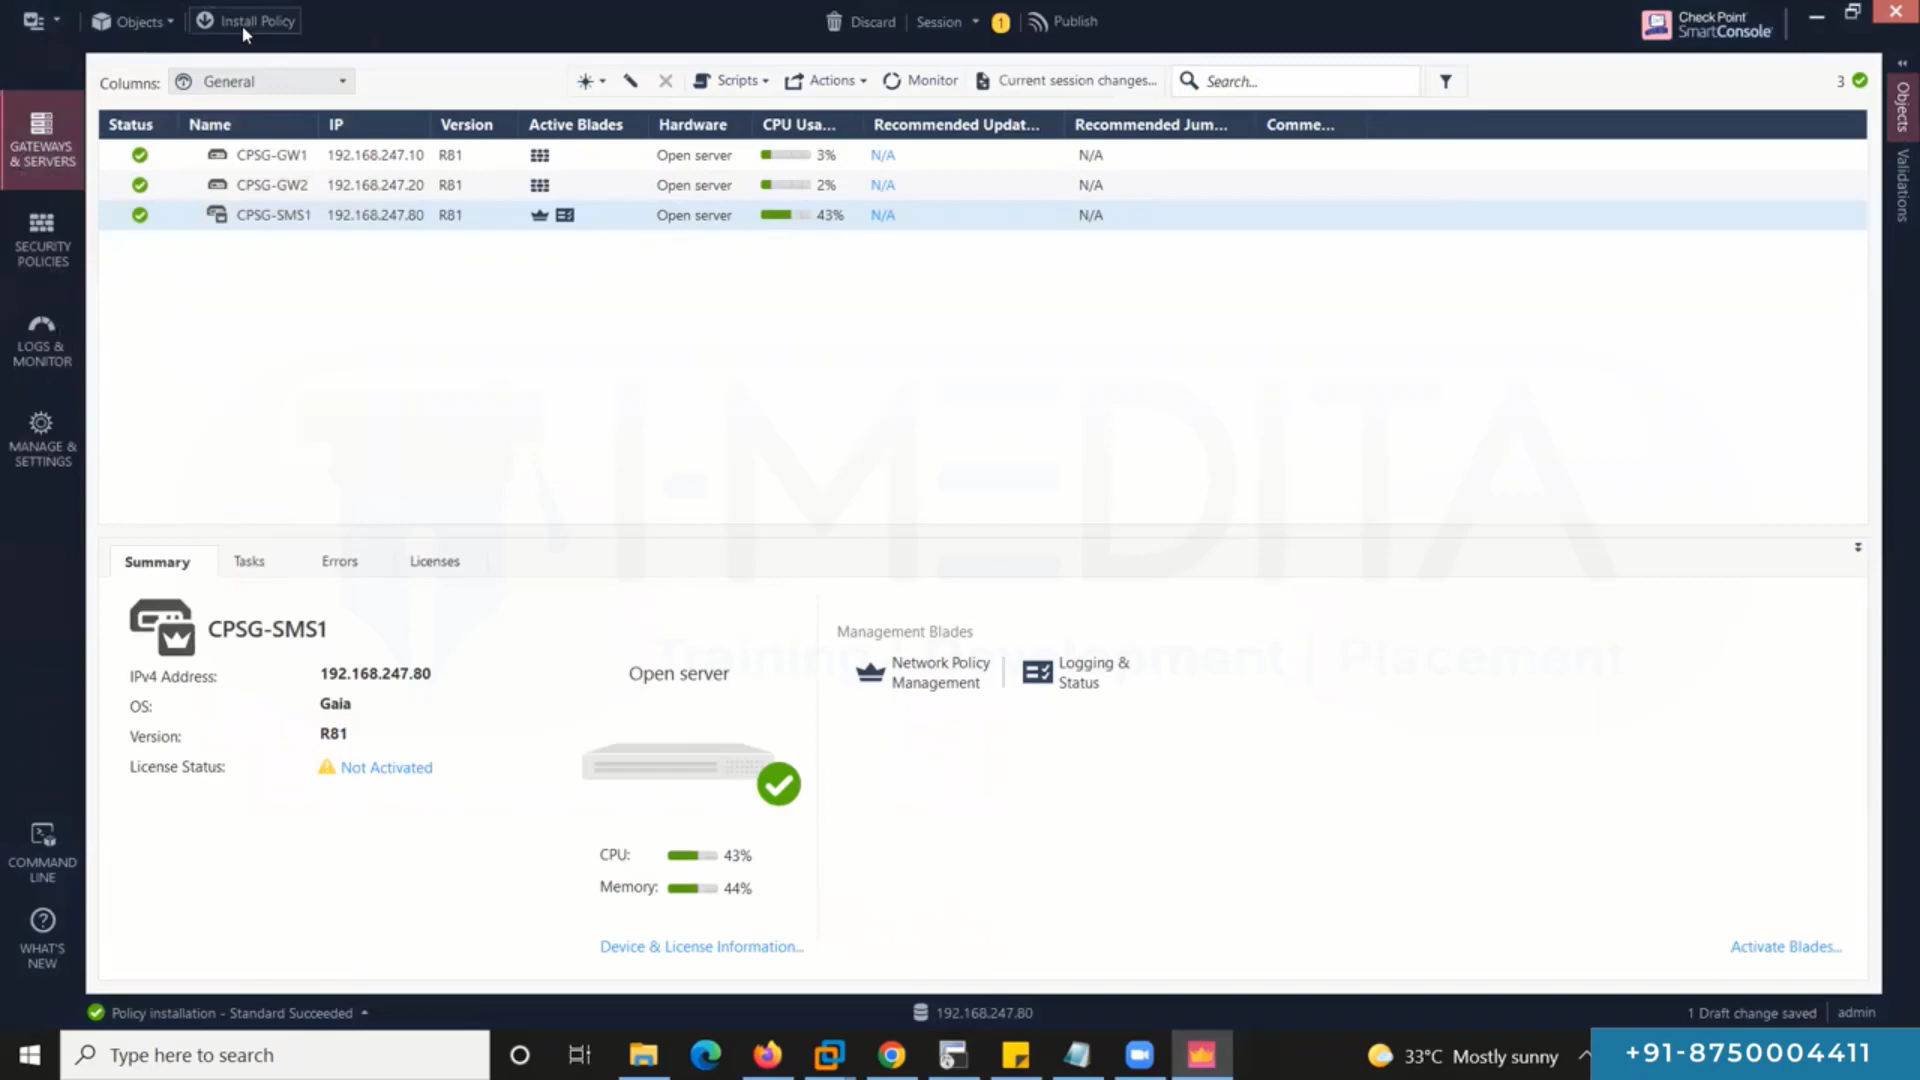 Objects
Install Policy
Discard
Session
1
Publish
Check Point
SmartConsole
Columns:
General
Scripts
Actions
Monitor
Current session changes...
Search...
3
Status
Name
IP
Version
Active Blades
Hardware
CPU Usa...
Recommended Updat...
Recommended Jum...
Comme...
CPSG-GW1
192.168.247.10
R81
Open server
3%
N/A
N/A
CPSG-GW2
192.168.247.20
R81
Open server
2%
N/A
N/A
CPSG-SMS1
192.168.247.80
R81
Open server
43%
N/A
N/A
GATEWAYS
& SERVERS
SECURITY
POLICIES
LOGS &
MONITOR
MANAGE &
SETTINGS
COMMAND
LINE
WHAT'S
NEW
Objects
Validations
I-MEDITA
Training | Development | Placement
Summary
Tasks
Errors
Licenses
CPSG-SMS1
IPv4 Address:
192.168.247.80
OS:
Gaia
Version:
R81
License Status:
Not Activated
Open server
CPU:
43%
Memory:
44%
Device & License Information...
Management Blades
Network Policy
Management
Logging &
Status
Activate Blades...
Policy installation - Standard Succeeded
192.168.247.80
1 Draft change saved
admin
Type here to search
33°C Mostly sunny
+91-8750004411